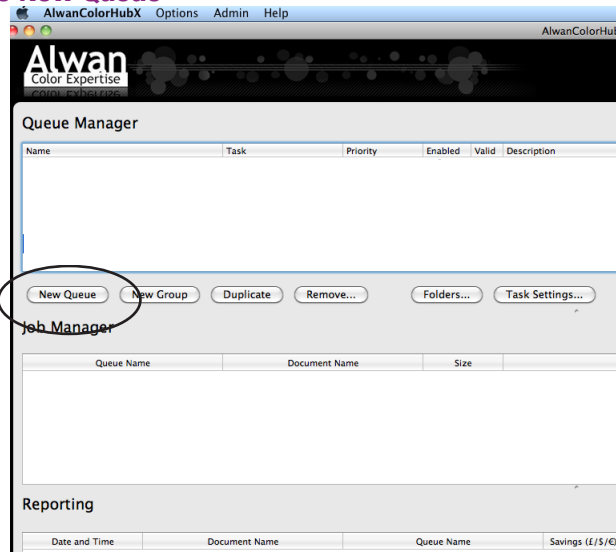 New Queue
AlwanColorHubX Options Admin Help
AlwanColorHub
Alwan
Color Expertise
Queue Manager
Name Task Priority Enabled Valid Description
New Queue New Group Duplicate Remove... Folders... Task Settings...
Job Manager
Queue Name Document Name Size
Reporting
Date and Time Document Name Queue Name Savings (£/$/€)